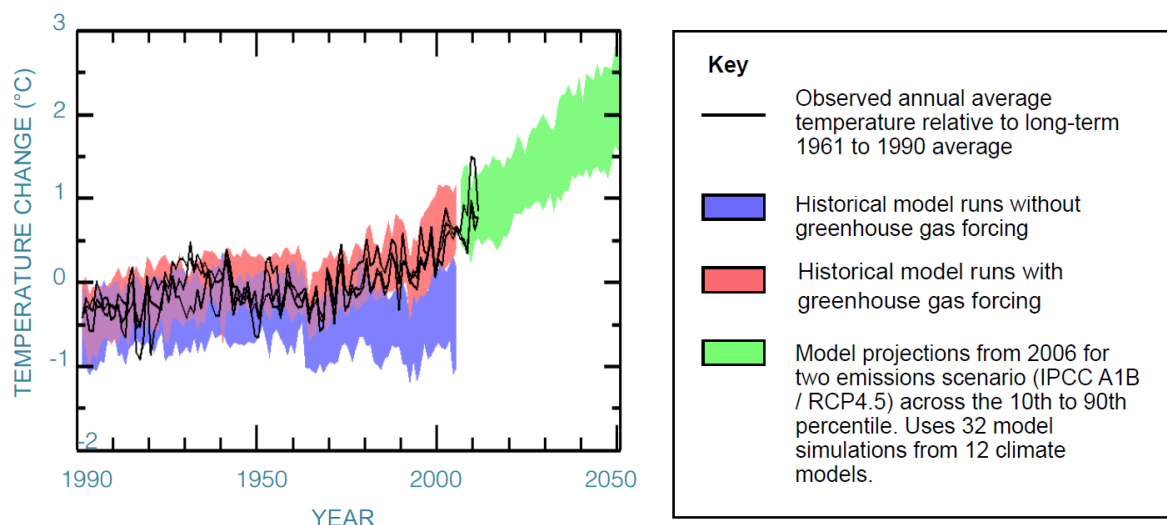 3
2
1
0
-1
-2
TEMPERATURE CHANGE (°C)
1990
1950
2000
2050
YEAR
Key
Observed annual average
temperature relative to long-term
1961 to 1990 average
Historical model runs without
greenhouse gas forcing
Historical model runs with
greenhouse gas forcing
Model projections from 2006 for
two emissions scenario (IPCC A1B
/ RCP4.5) across the 10th to 90th
percentile. Uses 32 model
simulations from 12 climate
models.